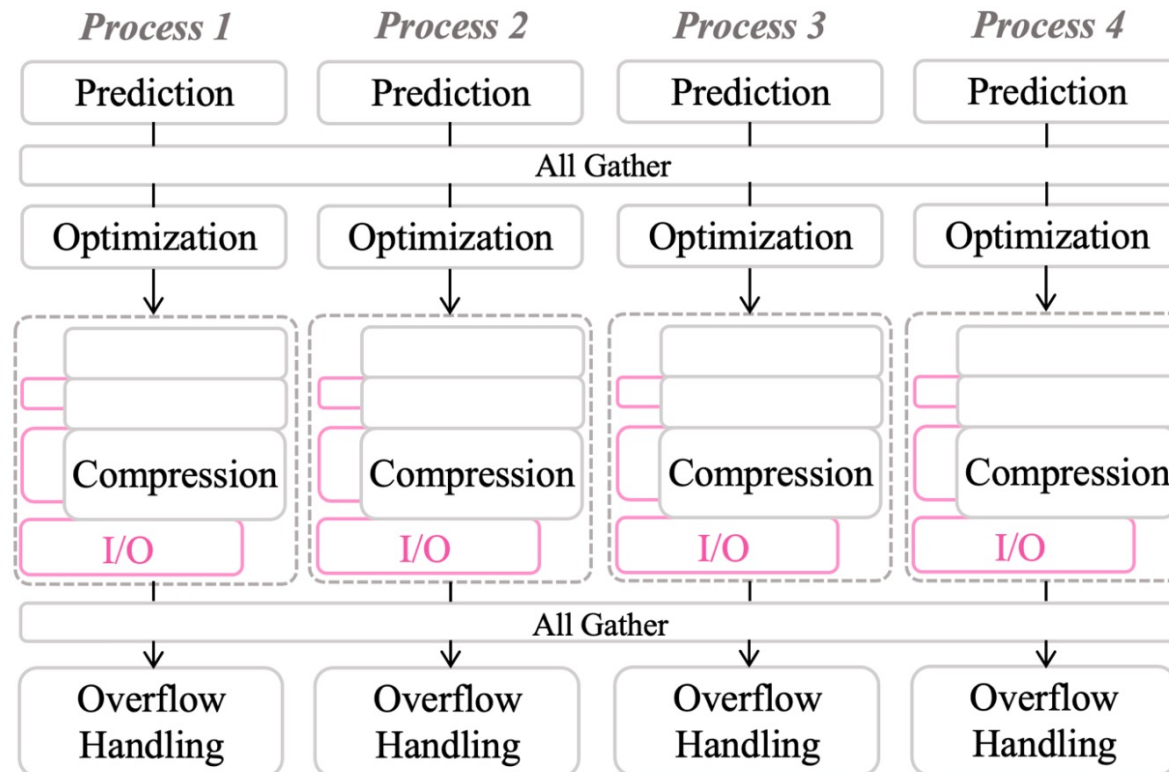 Process 1 Process 2 Process 3 Process 4
Prediction Prediction Prediction Prediction
All Gather
Optimization Optimization Optimization Optimization
Compression Compression Compression Compression
I/O I/O I/O I/O
All Gather
Overflow Overflow Overflow Overflow
Handling Handling Handling Handling